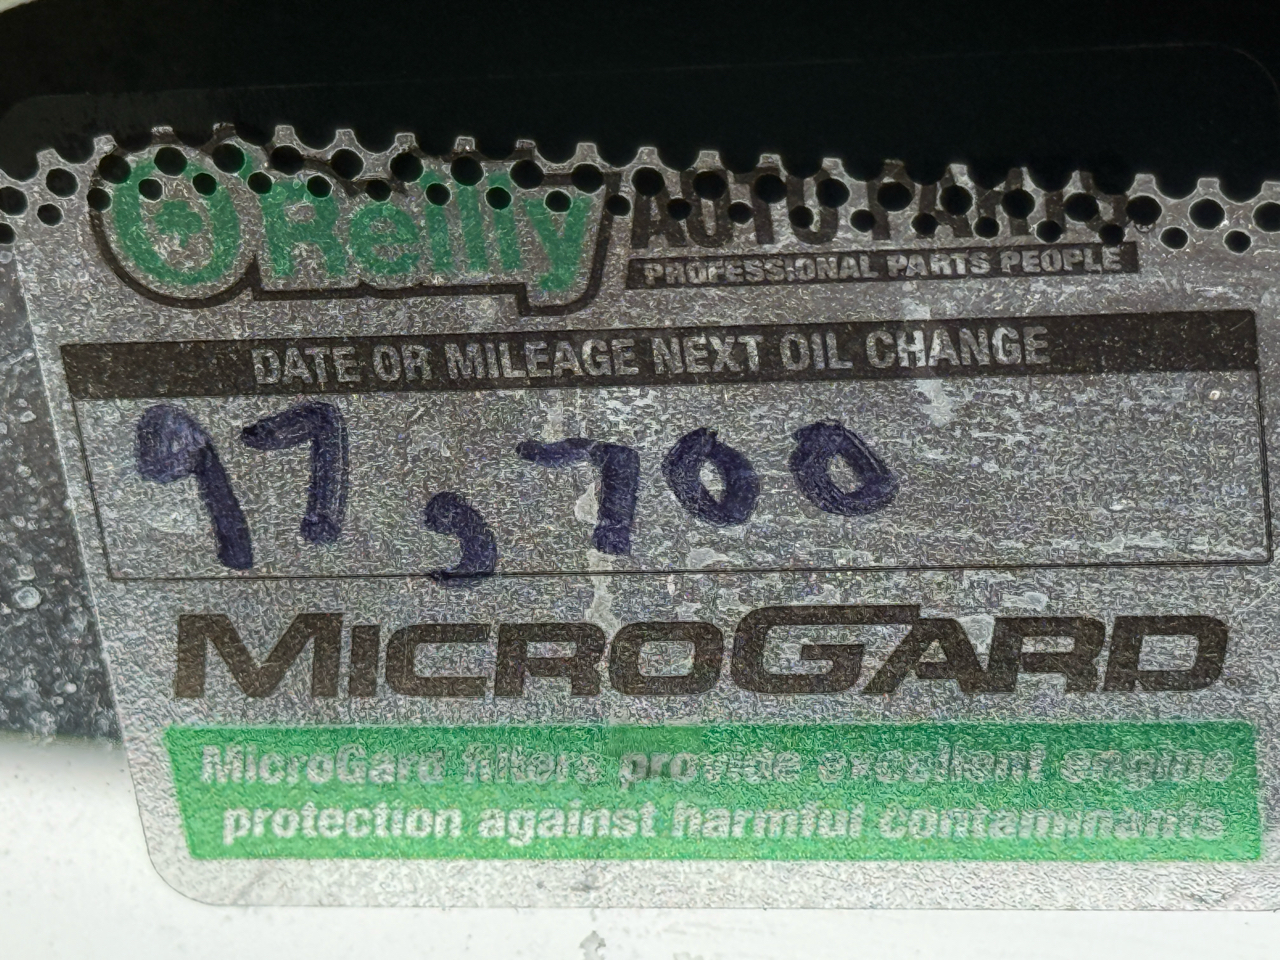 O'Reilly AUTO PARTS
PROFESSIONAL PARTS PEOPLE
DATE OR MILEAGE NEXT OIL CHANGE
97,700
MICROGARD
MicroGard filters provide excellent engine
protection against harmful contaminants